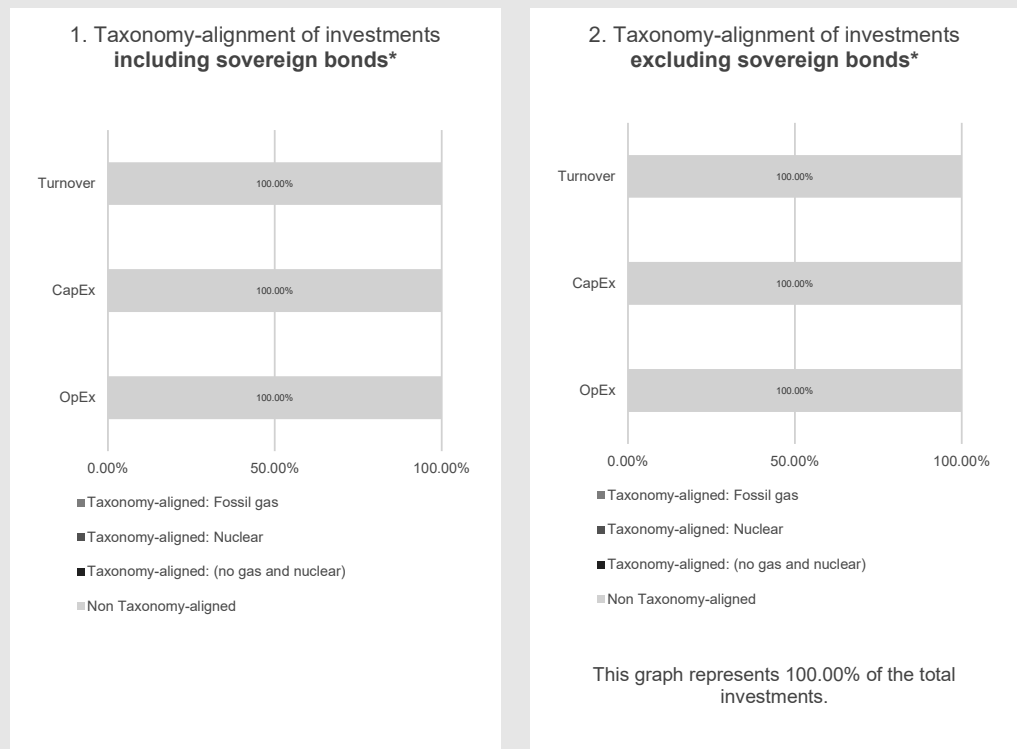 1. Taxonomy-alignment of investments
including sovereign bonds*
Turnover
100.00%
CapEx
100.00%
OpEx
100.00%
0.00%
50.00%
100.00%
Taxonomy-aligned: Fossil gas
Taxonomy-aligned: Nuclear
Taxonomy-aligned: (no gas and nuclear)
Non Taxonomy-aligned
2. Taxonomy-alignment of investments
excluding sovereign bonds*
Turnover
100.00%
CapEx
100.00%
OpEx
100.00%
0.00%
50.00%
100.00%
Taxonomy-aligned: Fossil gas
Taxonomy-aligned: Nuclear
Taxonomy-aligned: (no gas and nuclear)
Non Taxonomy-aligned
This graph represents 100.00% of the total
investments.